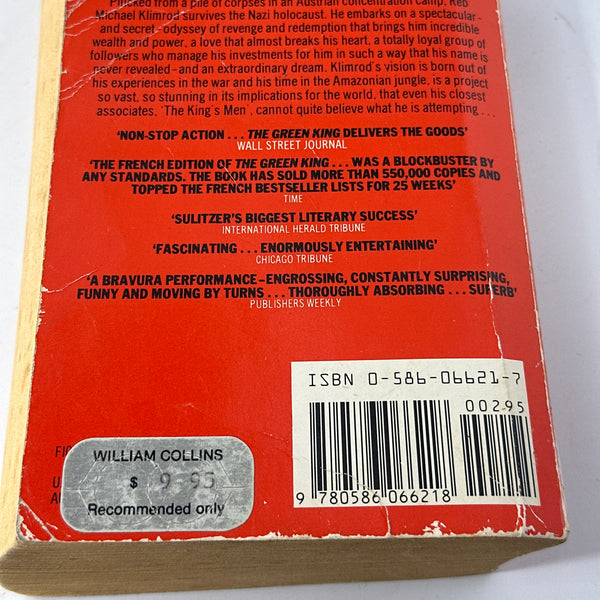 Plucked from a pile of corpses in an Austrian concentration camp, Reb
Michael Klimrod survives the Nazi holocaust. He embarks on a spectacular-
and secret-odyssey of revenge and redemption that brings him incredible
wealth and power, a love that almost breaks his heart, a totally loyal group of
followers who manage his investments for him in such a way that his name is
never revealed-and an extraordinary dream. Klimrod's vision is born out of
his experiences in the war and his time in the Amazonian jungle, is a project
so vast, so stunning in its implications for the world, that even his closest
associates, 'The King's Men', cannot quite believe what he is attempting...
'NON-STOP ACTION... THE GREEN KING DELIVERS THE GOODS'
WALL STREET JOURNAL
'THE FRENCH EDITION OF THE GREEN KING... WAS A BLOCKBUSTER BY
ANY STANDARDS. THE BOOK HAS SOLD MORE THAN 550,000 COPIES AND
TOPPED THE FRENCH BESTSELLER LISTS FOR 25 WEEKS'
TIME
'SULITZER'S BIGGEST LITERARY SUCCESS'
INTERNATIONAL HERALD TRIBUNE
'FASCINATING... ENORMOUSLY ENTERTAINING'
CHICAGO TRIBUNE
'A BRAVURA PERFORMANCE-ENGROSSING, CONSTANTLY SURPRISING,
FUNNY AND MOVING BY TURNS... THOROUGHLY ABSORBING... SUPERB'
PUBLISHERS WEEKLY
ISBN 0-586-06621-7
00295
9 780586 066218
WILLIAM COLLINS
$ 9.95
Recommended only